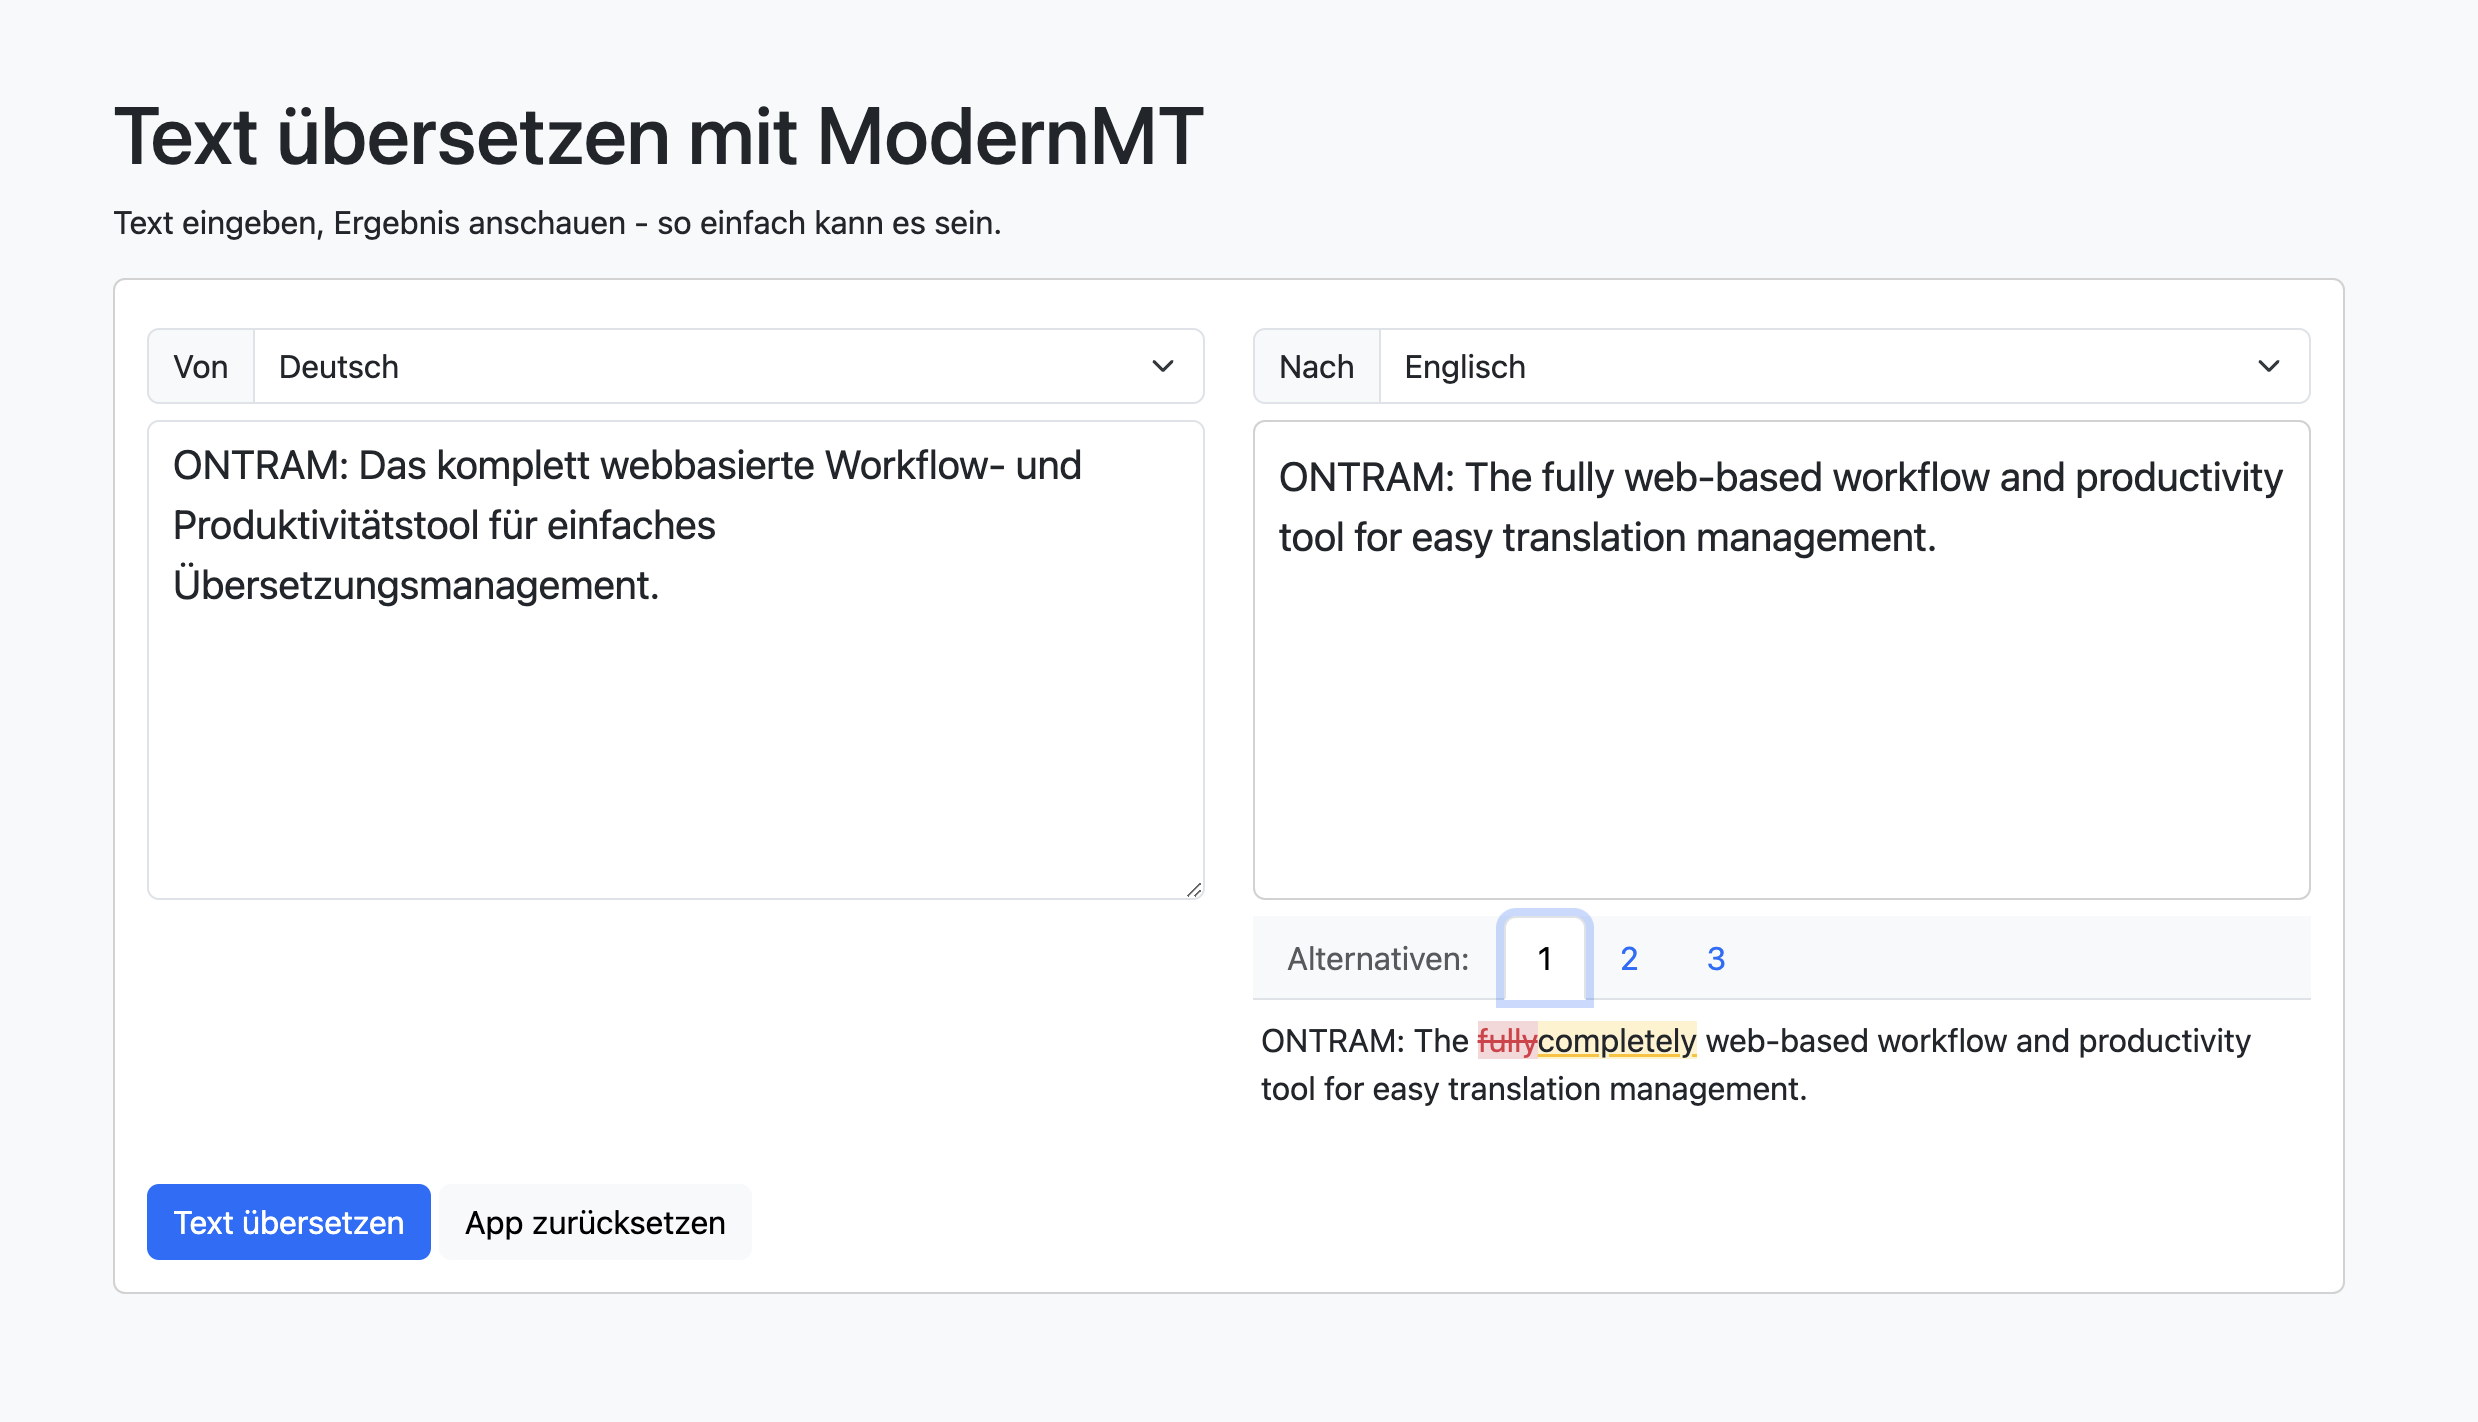 Text übersetzen mit ModernMT
Text eingeben, Ergebnis anschauen - so einfach kann es sein.
Von
Deutsch
ONTRAM: Das komplett webbasierte Workflow- und
Produktivitätstool für einfaches
Übersetzungsmanagement.
Nach
Englisch
ONTRAM: The fully web-based workflow and productivity
tool for easy translation management.
Alternativen: 1 2 3
ONTRAM: The fullycompletely web-based workflow and productivity
tool for easy translation management.
Text übersetzen
App zurücksetzen